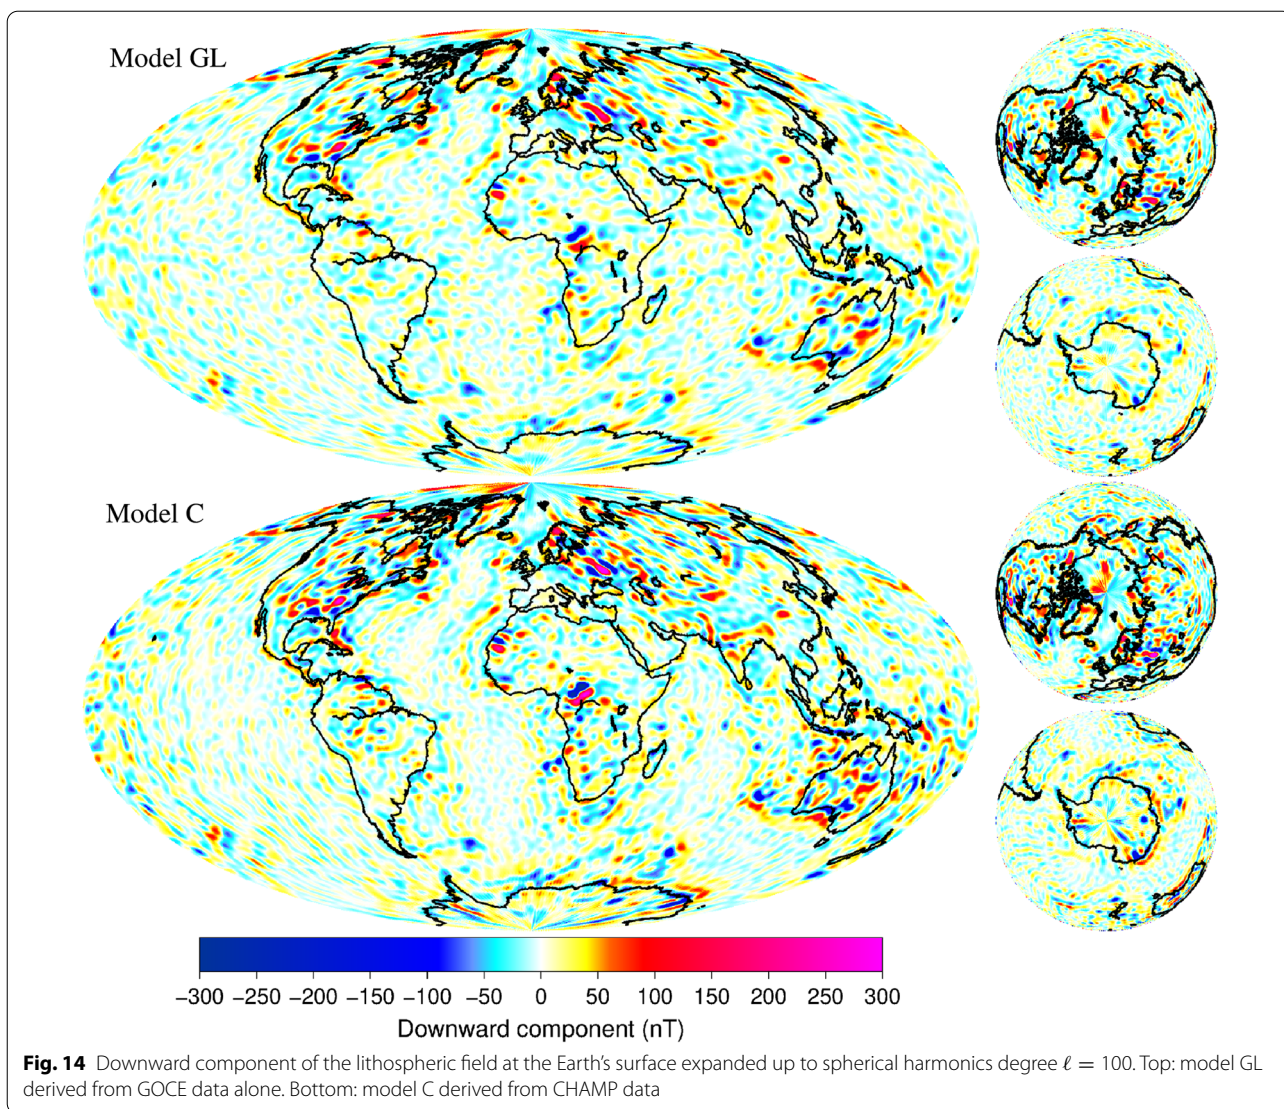 Model GL
Model C
−300 −250 −200 −150 −100 −50 0 50 100 150 200 250 300
Downward component (nT)
Fig. 14 Downward component of the lithospheric field at the Earth’s surface expanded up to spherical harmonics degree ℓ = 100. Top: model GL
derived from GOCE data alone. Bottom: model C derived from CHAMP data